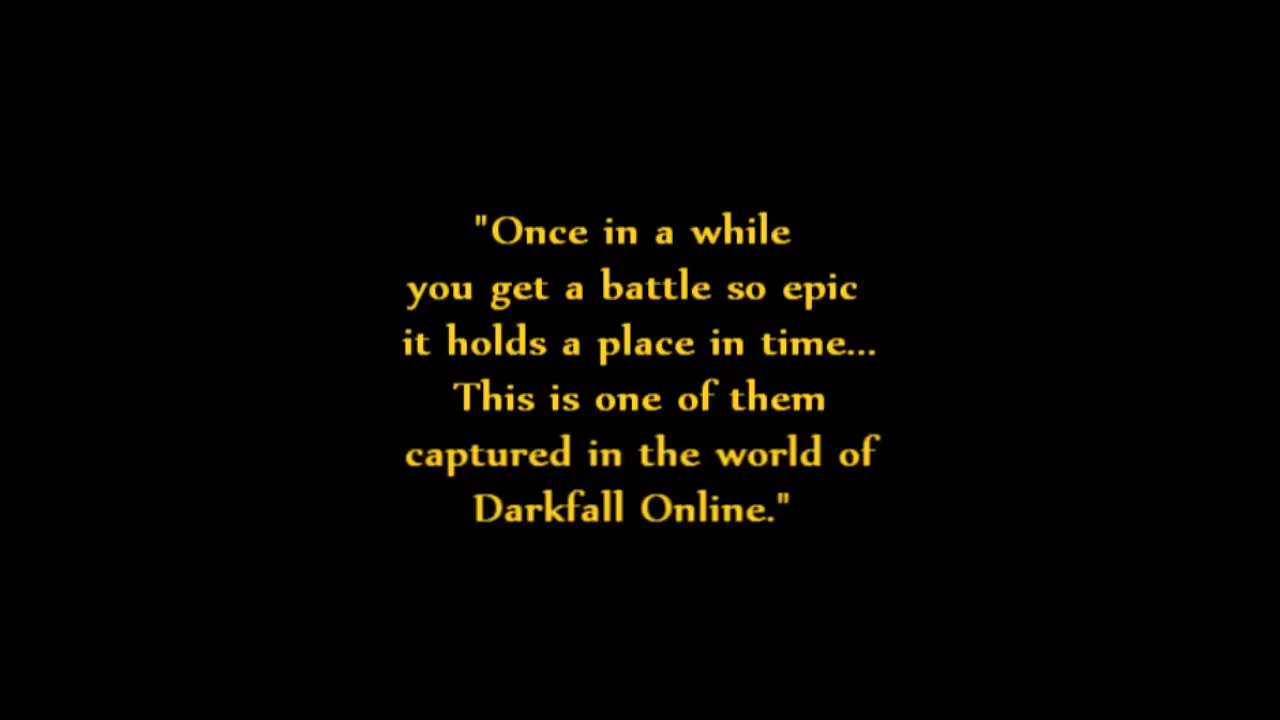 "Once in a while
you get a battle so epic
it holds a place in time...
This is one of them
captured in the world of
Darkfall Online."